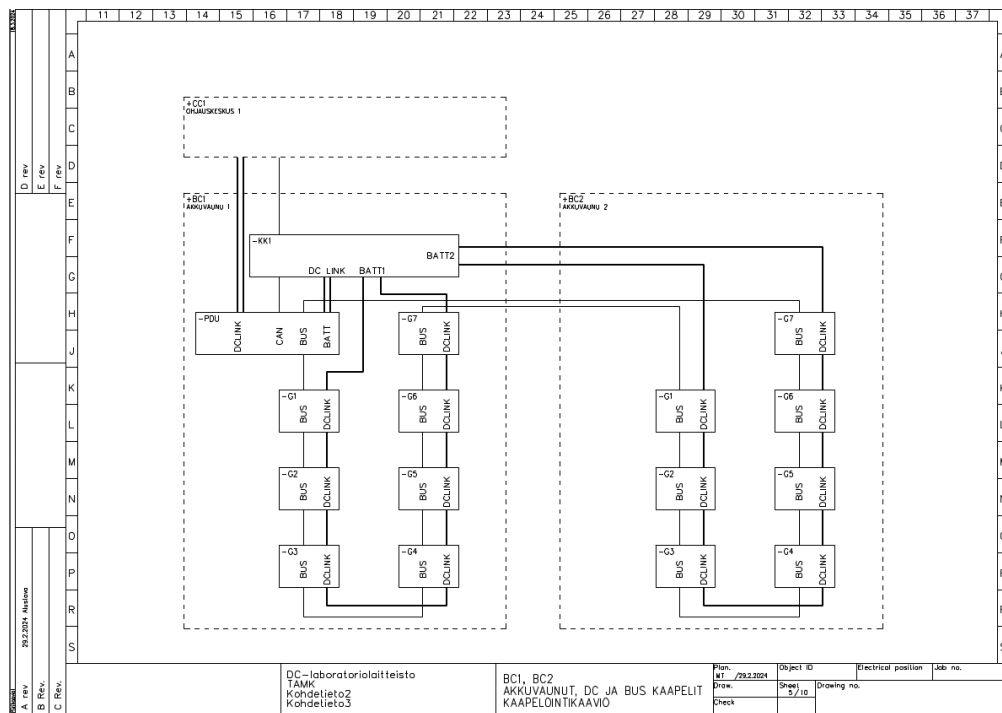 11 12 13 14 15 16 17 18 19 20 21 22 23 24 25 26 27 28 29 30 31 32 33 34 35 36 37
A
B
C
D
E
F
G
H
J
K
L
M
N
O
P
R
S
D rev
E rev
F rev
A rev
29.2.2024 Alustava
B Rev.
C Rev.
+CC1
OHJAUSKESKUS 1
+BC1
AKKUVAUNU 1
-KK1
BATT2
DC LINK BATT1
-PDU
DCLINK
CAN
BUS
BATT
-G7
BUS
DCLINK
-G1
BUS
DCLINK
-G6
BUS
DCLINK
-G2
BUS
DCLINK
-G5
BUS
DCLINK
-G3
BUS
DCLINK
-G4
BUS
DCLINK
+BC2
AKKUVAUNU 2
-G7
BUS
DCLINK
-G1
BUS
DCLINK
-G6
BUS
DCLINK
-G2
BUS
DCLINK
-G5
BUS
DCLINK
-G3
BUS
DCLINK
-G4
BUS
DCLINK
DC-laboratoriolaitteisto
TAMK
Kohdetieto2
Kohdetieto3
BC1, BC2
AKKUVAUNUT, DC JA BUS KAAPELIT
KAAPELOINTIKAAVIO
Plan.
MT /29.2.2024
Object ID
Electrical position
Job no.
Draw.
Sheet
5/10
Drawing no.
Check